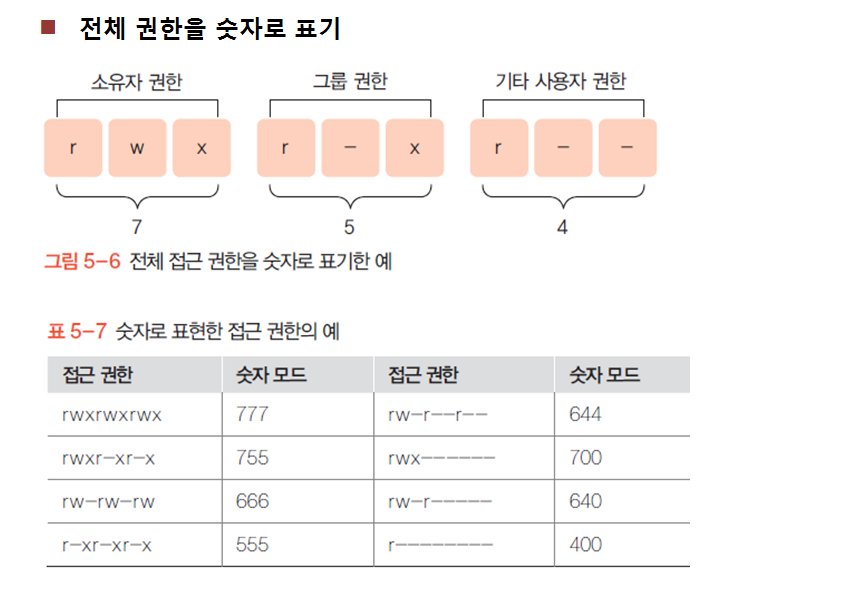 ■ 전체 권한을 숫자로 표기
소유자 권한 그룹 권한 기타 사용자 권한
r w x r – x r – –
7 5 4
그림 5-6 전체 접근 권한을 숫자로 표기한 예
표 5-7 숫자로 표현한 접근 권한의 예
접근 권한 숫자 모드 접근 권한 숫자 모드
rwxrwxrwx 777 rw-r--r-- 644
rwxr-xr-x 755 rwx------ 700
rw-rw-rw 666 rw-r----- 640
r-xr-xr-x 555 r-------- 400